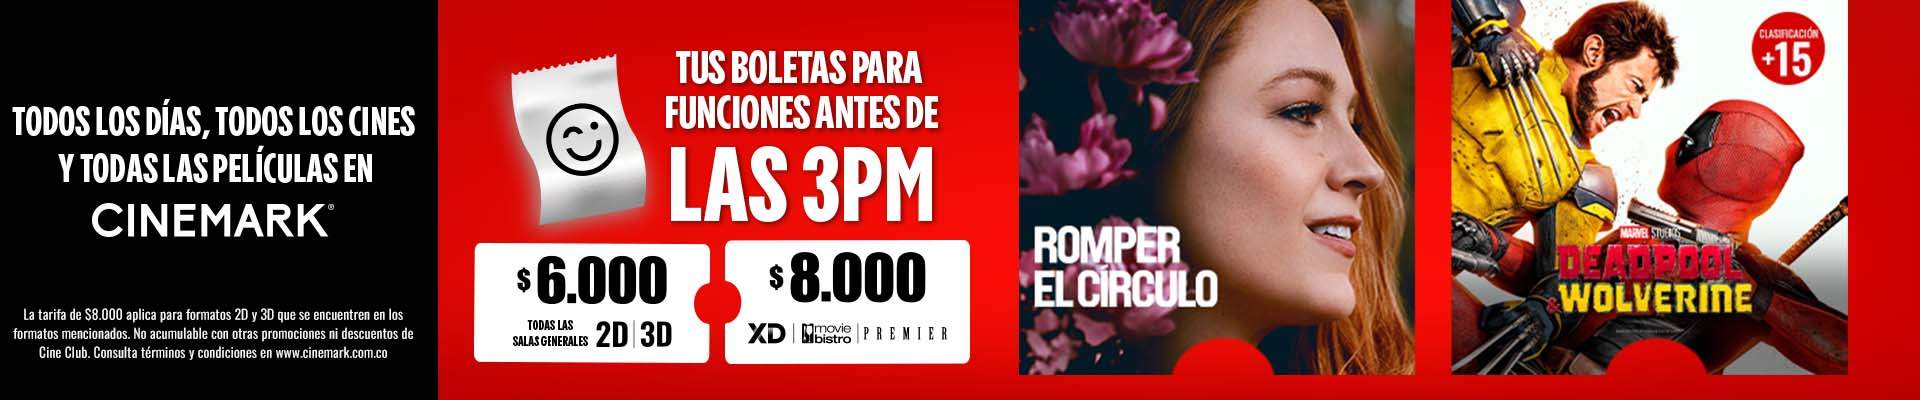 TODOS LOS DÍAS, TODOS LOS CINES
Y TODAS LAS PELÍCULAS EN
CINEMARK®
La tarifa de $8.000 aplica para formatos 2D y 3D que se encuentren en los
formatos mencionados. No acumulable con otras promociones ni descuentos de
Cine Club. Consulta términos y condiciones en www.cinemark.com.co
TUS BOLETAS PARA
FUNCIONES ANTES DE
LAS 3PM
$6.000
TODAS LAS
SALAS GENERALES
2D|3D
$8.000
XD | movie bistro | PREMIER
ROMPER
EL CÍRCULO
CLASIFICACIÓN
+15
MARVEL STUDIOS
DEADPOOL
& WOLVERINE